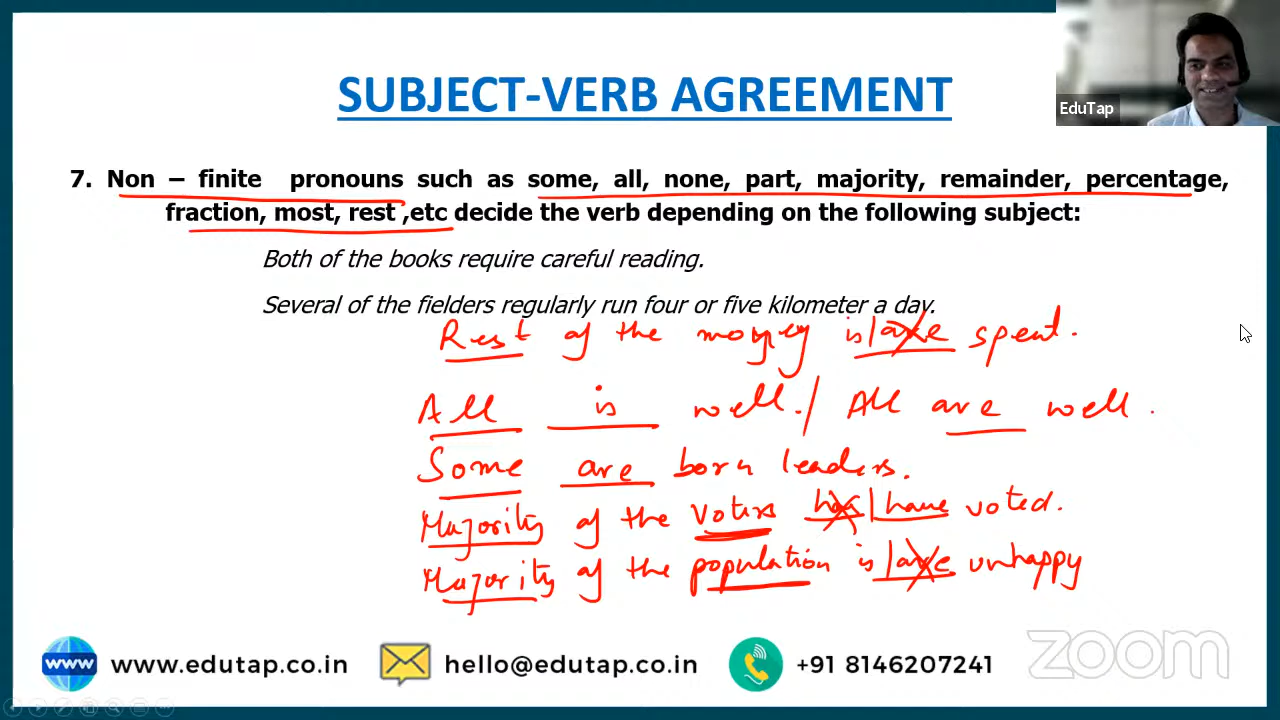 SUBJECT-VERB AGREEMENT
EduTap
7. Non – finite pronouns such as some, all, none, part, majority, remainder, percentage,
fraction, most, rest ,etc decide the verb depending on the following subject:
Both of the books require careful reading.
Several of the fielders regularly run four or five kilometer a day.
Rest of the money is/are spent.
All is well. / All are well.
Some are born leaders.
Majority of the voters has/have voted.
Majority of the population is/are unhappy
www www.edutap.co.in hello@edutap.co.in +91 8146207241 zoom